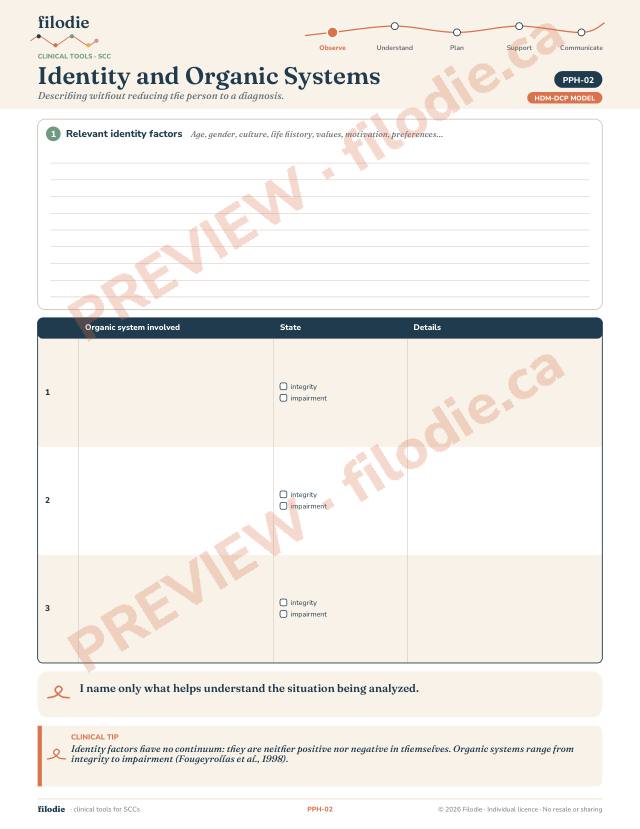 filodie
Observe Understand Plan Support Communicate
CLINICAL TOOLS · SCC
Identity and Organic Systems
Describing without reducing the person to a diagnosis.
PPH-02
HDM-DCP MODEL
1 Relevant identity factors Age, gender, culture, life history, values, motivation, preferences...
PREVIEW · filodie.ca
Organic system involved State Details
1
integrity
impairment
2
integrity
impairment
3
integrity
impairment
PREVIEW · filodie.ca
I name only what helps understand the situation being analyzed.
CLINICAL TIP
Identity factors have no continuum: they are neither positive nor negative in themselves. Organic systems range from
integrity to impairment (Fougeyrollas et al., 1998).
filodie · clinical tools for SCCs PPH-02 © 2026 Filodie · Individual licence · No resale or sharing